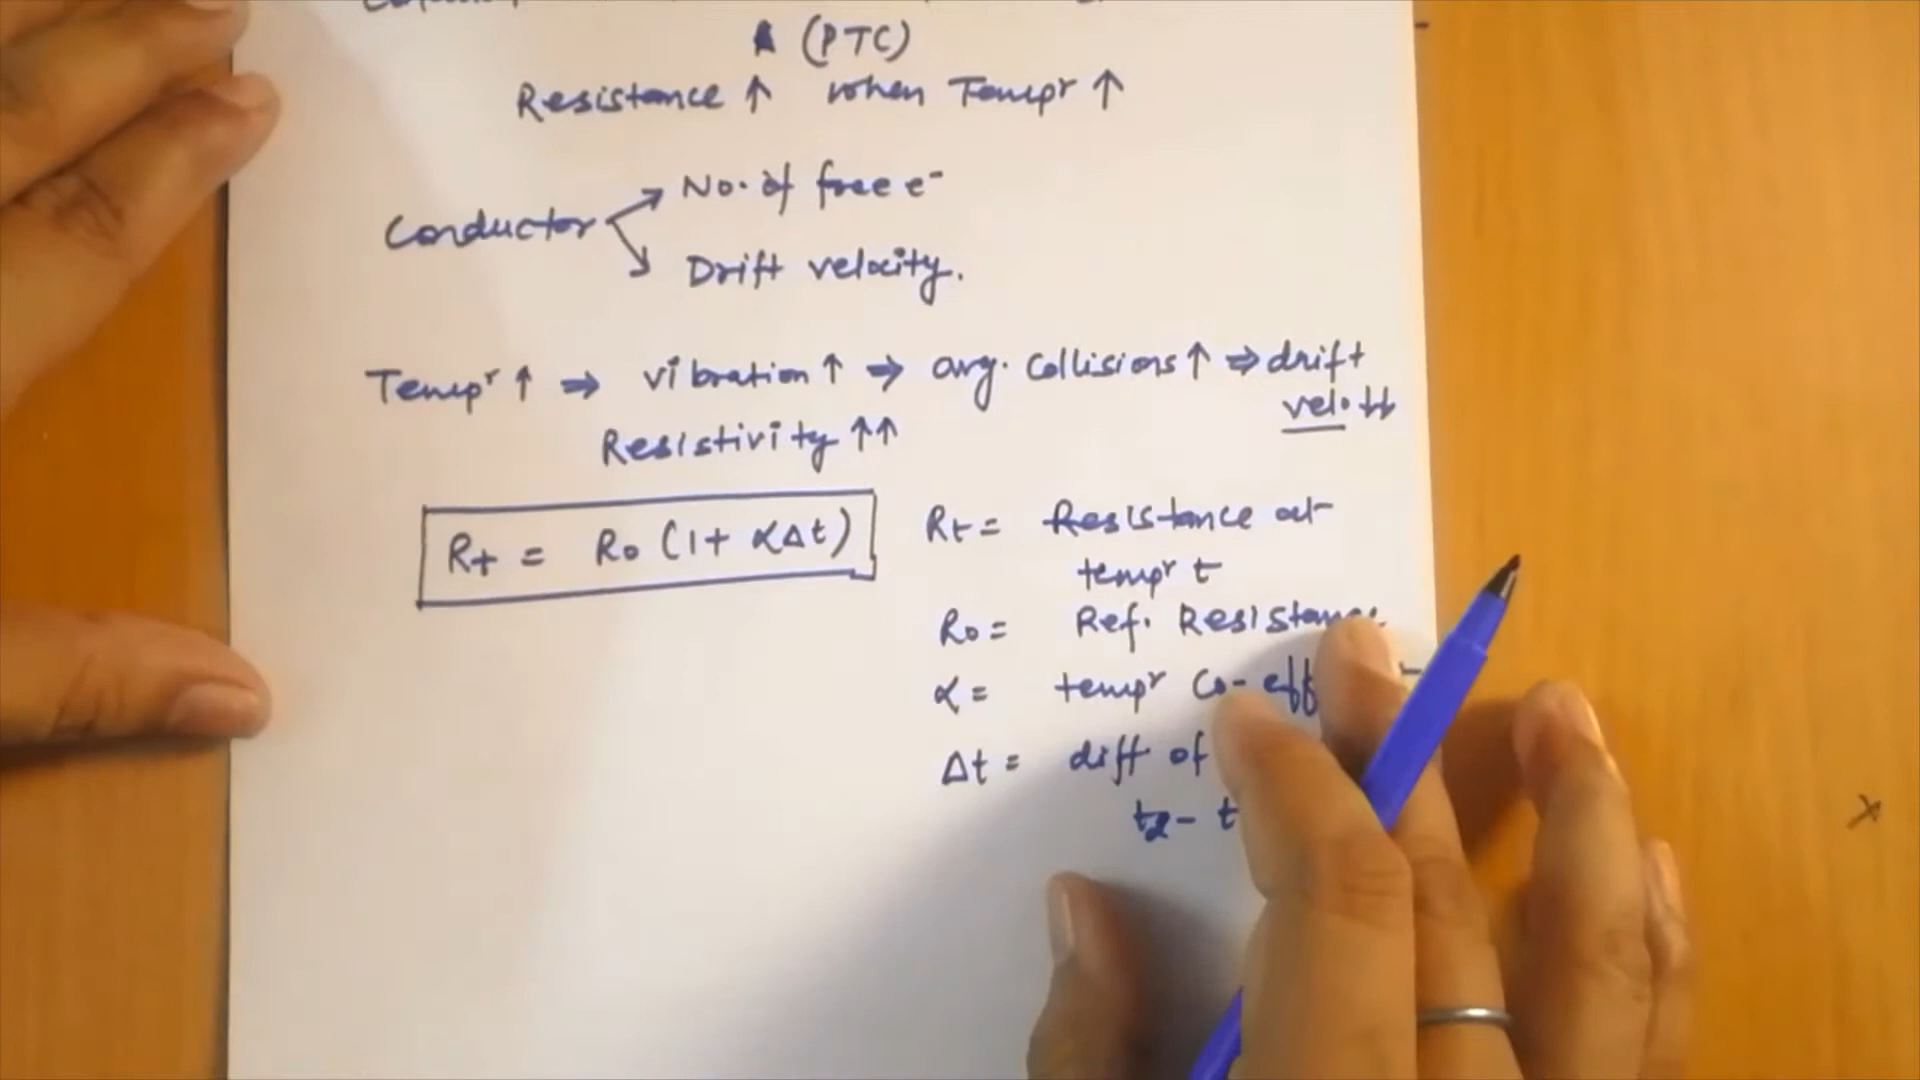 (PTC)
Resistance ↑ when Tempr ↑
Conductor → No. of free e⁻
↘ Drift velocity.
Tempr ↑ ⇒ vibration ↑ ⇒ avg. collisions ↑ ⇒ drift
velo ↓↓
Resistivity ↑↑
Rt = Ro (1 + αΔt)
Rt = Resistance at
tempr t
Ro = Ref. Resistance
α = tempr Co-eff
Δt = diff of
t2 - t